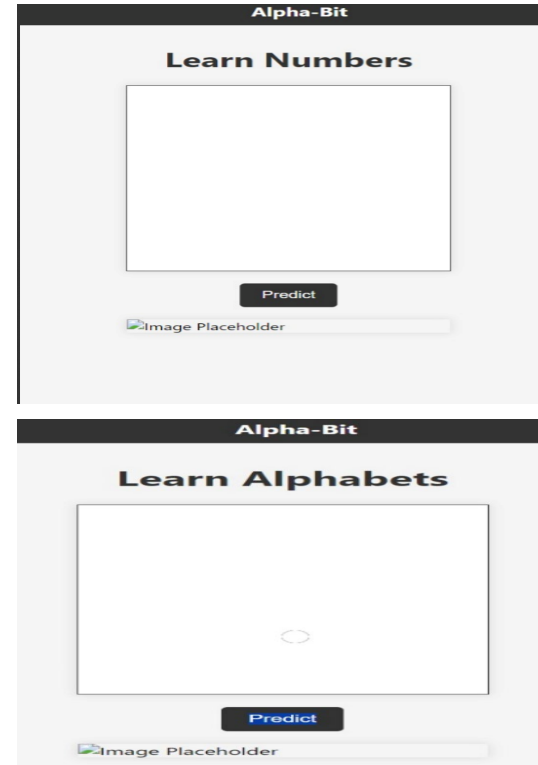 Alpha-Bit
Learn Numbers
Predict
Image Placeholder
Alpha-Bit
Learn Alphabets
Predict
Image Placeholder